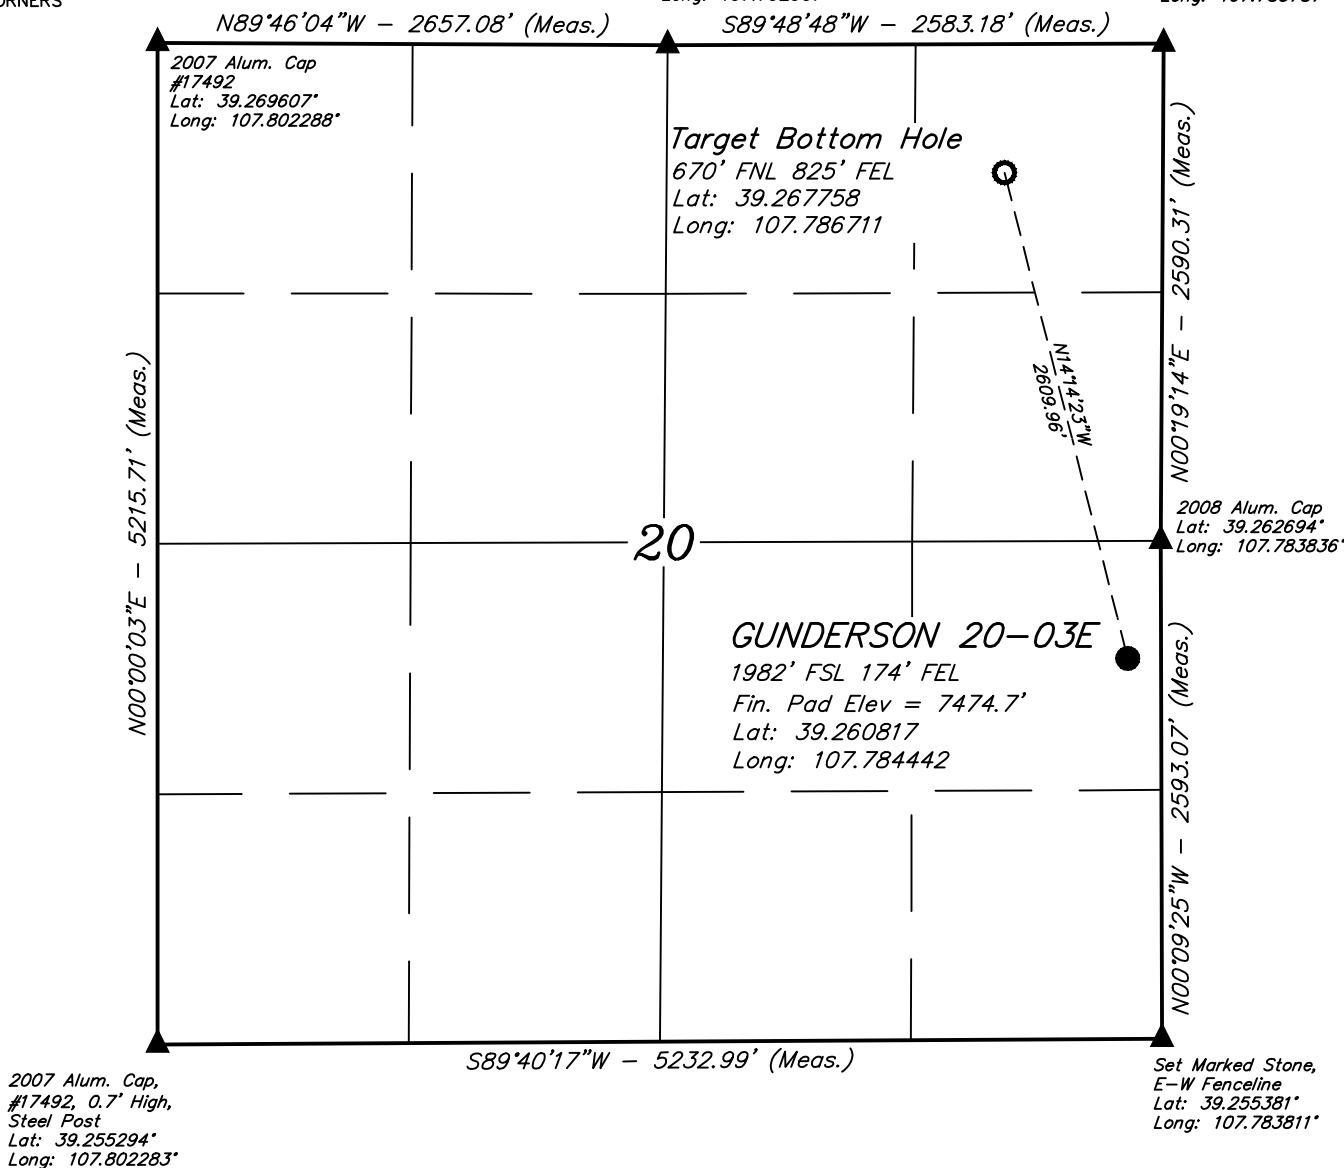 ORNERS
N89°46'04"W – 2657.08' (Meas.)
S89°48'48"W – 2583.18' (Meas.)
2007 Alum. Cap
#17492
Lat: 39.269607°
Long: 107.802288°
Target Bottom Hole
670' FNL 825' FEL
Lat: 39.267758
Long: 107.786711
N00°19'14"E – 2590.31' (Meas.)
N14°14'23"W
2609.96'
N00°00'03"E – 5215.71' (Meas.)
2008 Alum. Cap
Lat: 39.262694°
Long: 107.783836°
20
GUNDERSON 20-03E
1982' FSL 174' FEL
Fin. Pad Elev = 7474.7'
Lat: 39.260817
Long: 107.784442
N00°09'25"W – 2593.07' (Meas.)
S89°40'17"W – 5232.99' (Meas.)
2007 Alum. Cap,
#17492, 0.7' High,
Steel Post
Lat: 39.255294°
Long: 107.802283°
Set Marked Stone,
E-W Fenceline
Lat: 39.255381°
Long: 107.783811°